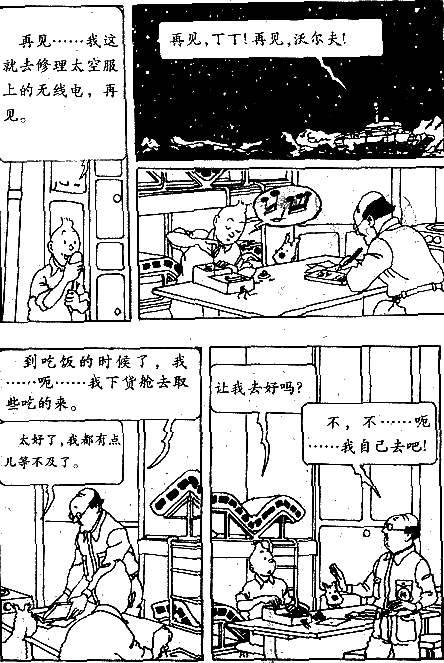 再见……我这
就去修理太空服
上的无线电，再
见。
再见，丁丁！再见，沃尔夫！
到吃饭的时候了，我
……呃……我下货舱去取
些吃的来。
太好了，我都有点
儿等不及了。
让我去好吗？
不，不……呃
……我自己去吧！